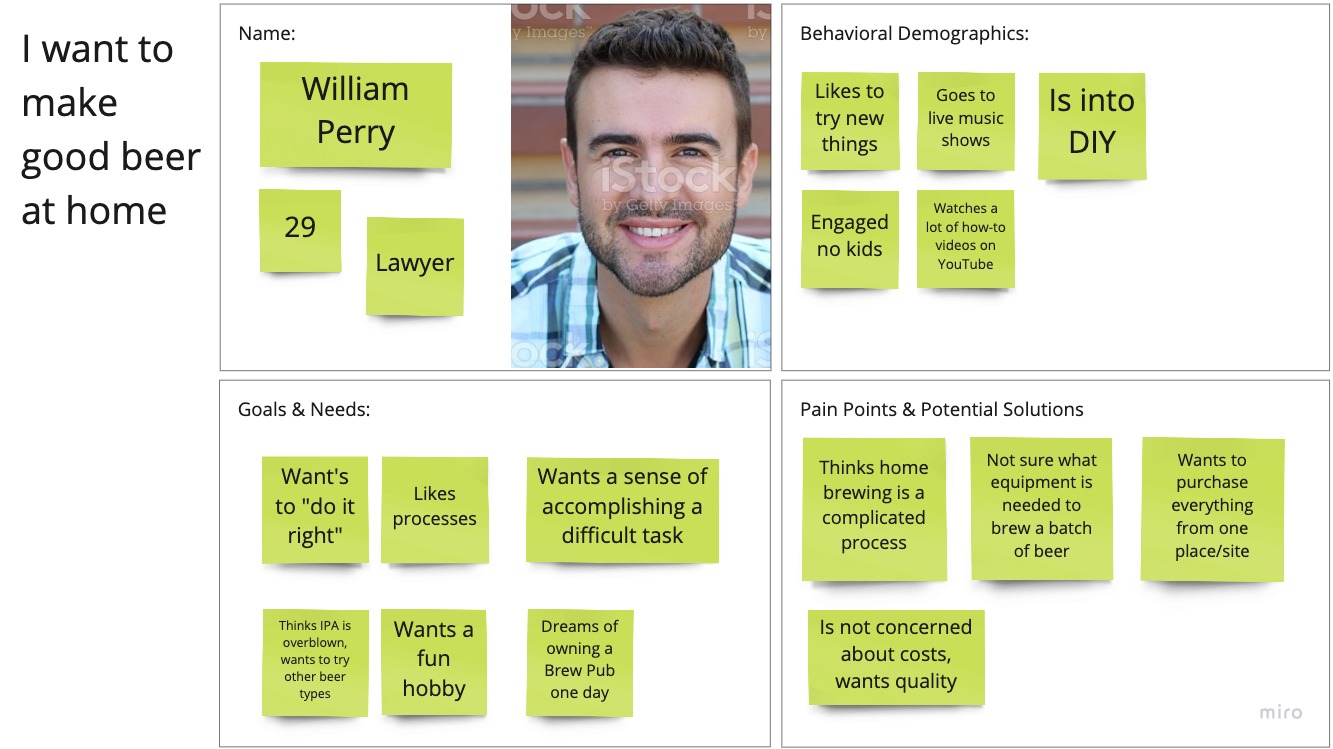 I want to
make
good beer
at home
Name:
William
Perry
29
Lawyer
iStock
y Images"
by
iStock
by Getty Images"
Behavioral Demographics:
Likes to
try new
things
Goes to
live music
shows
Is into
DIY
Engaged
no kids
Watches a
lot of how-to
videos on
YouTube
Goals & Needs:
Want's
to "do it
right"
Likes
processes
Wants a sense of
accomplishing a
difficult task
Thinks IPA is
overblown,
wants to try
other beer
types
Wants a
fun
hobby
Dreams of
owning a
Brew Pub
one day
Pain Points & Potential Solutions
Thinks home
brewing is a
complicated
process
Not sure what
equipment is
needed to
brew a batch
of beer
Wants to
purchase
everything
from one
place/site
Is not concerned
about costs,
wants quality
miro